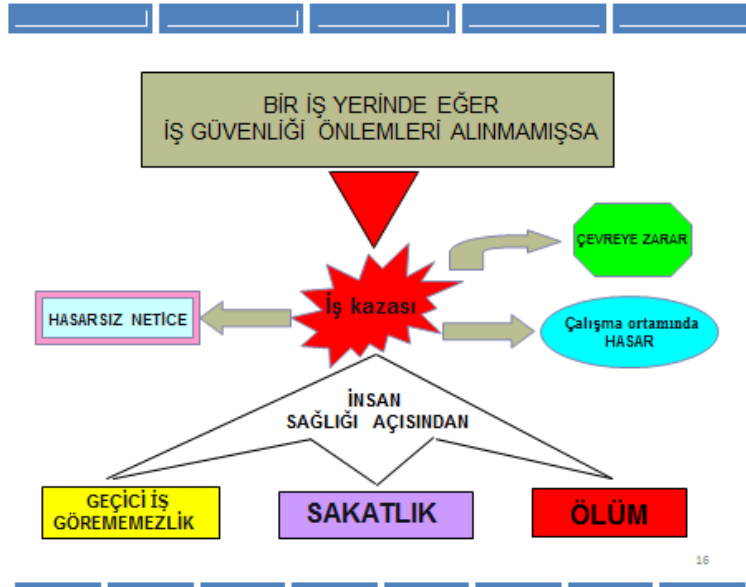 BİR İŞ YERİNDE EĞER
İŞ GÜVENLİĞİ ÖNLEMLERİ ALINMAMIŞSA
ÇEVREYE ZARAR
İş kazası
HASARSIZ NETİCE
Çalışma ortamında
HASAR
İNSAN
SAĞLIĞI AÇISINDAN
GEÇİCİ İŞ
GÖREMEMEZLİK
SAKATLIK
ÖLÜM
16